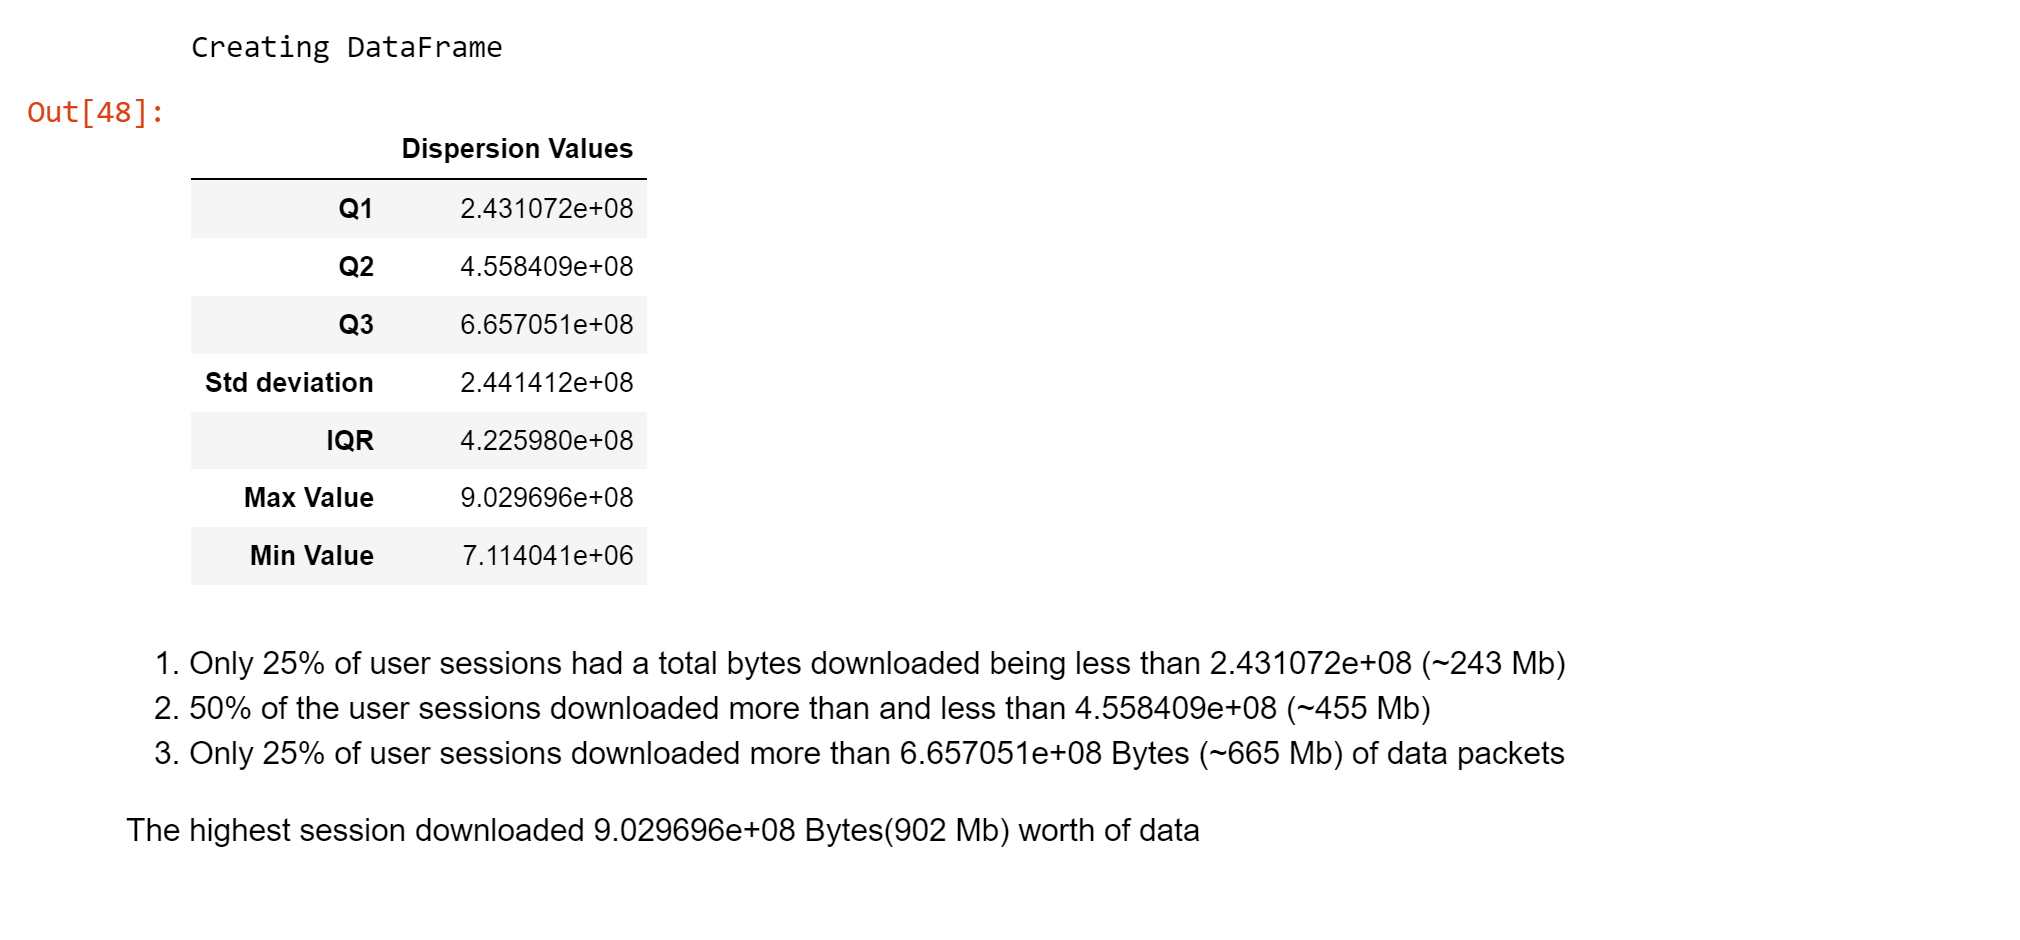 Creating DataFrame
Out[48]:
Dispersion Values
Q1 2.431072e+08
Q2 4.558409e+08
Q3 6.657051e+08
Std deviation 2.441412e+08
IQR 4.225980e+08
Max Value 9.029696e+08
Min Value 7.114041e+06
1. Only 25% of user sessions had a total bytes downloaded being less than 2.431072e+08 (~243 Mb)
2. 50% of the user sessions downloaded more than and less than 4.558409e+08 (~455 Mb)
3. Only 25% of user sessions downloaded more than 6.657051e+08 Bytes (~665 Mb) of data packets
The highest session downloaded 9.029696e+08 Bytes(902 Mb) worth of data